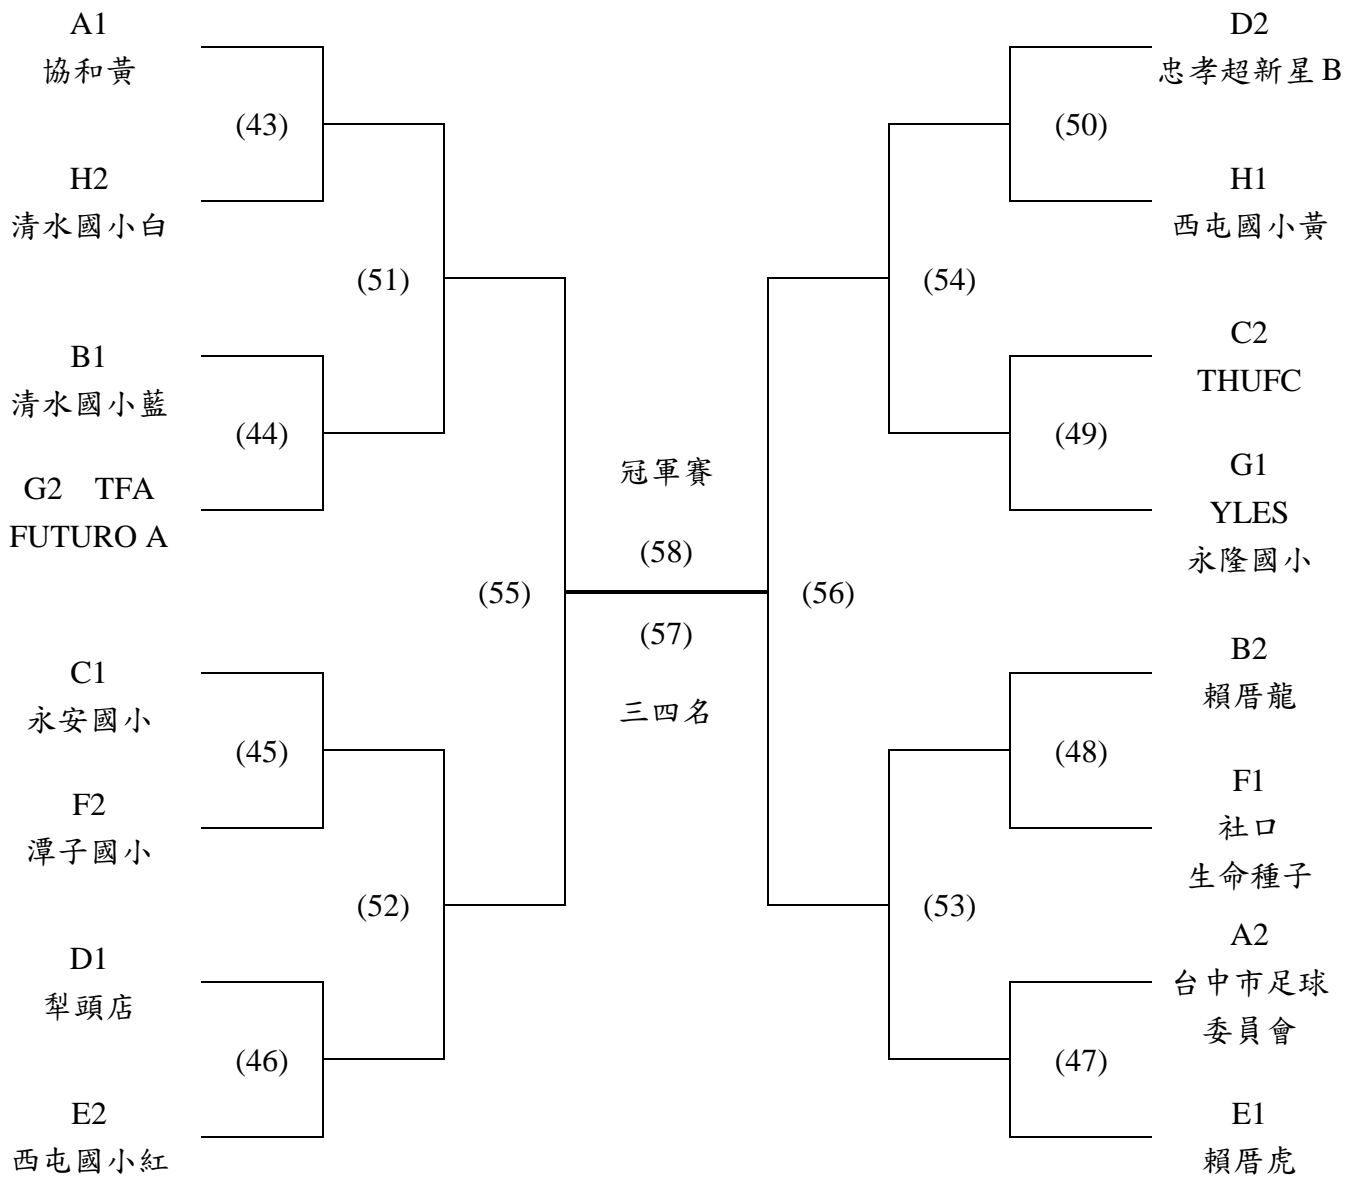 A1
協和黃
(43)
H2
清水國小白
(51)
B1
清水國小藍
(44)
G2 TFA
FUTURO A
(55)
C1
永安國小
(45)
F2
潭子國小
(52)
D1
犁頭店
(46)
E2
西屯國小紅
冠軍賽
(58)
(57)
三四名
D2
忠孝超新星 B
(50)
H1
西屯國小黃
(54)
C2
THUFC
(49)
G1
YLES
永隆國小
(56)
B2
賴厝龍
(48)
F1
社口
生命種子
(53)
A2
台中市足球
委員會
(47)
E1
賴厝虎